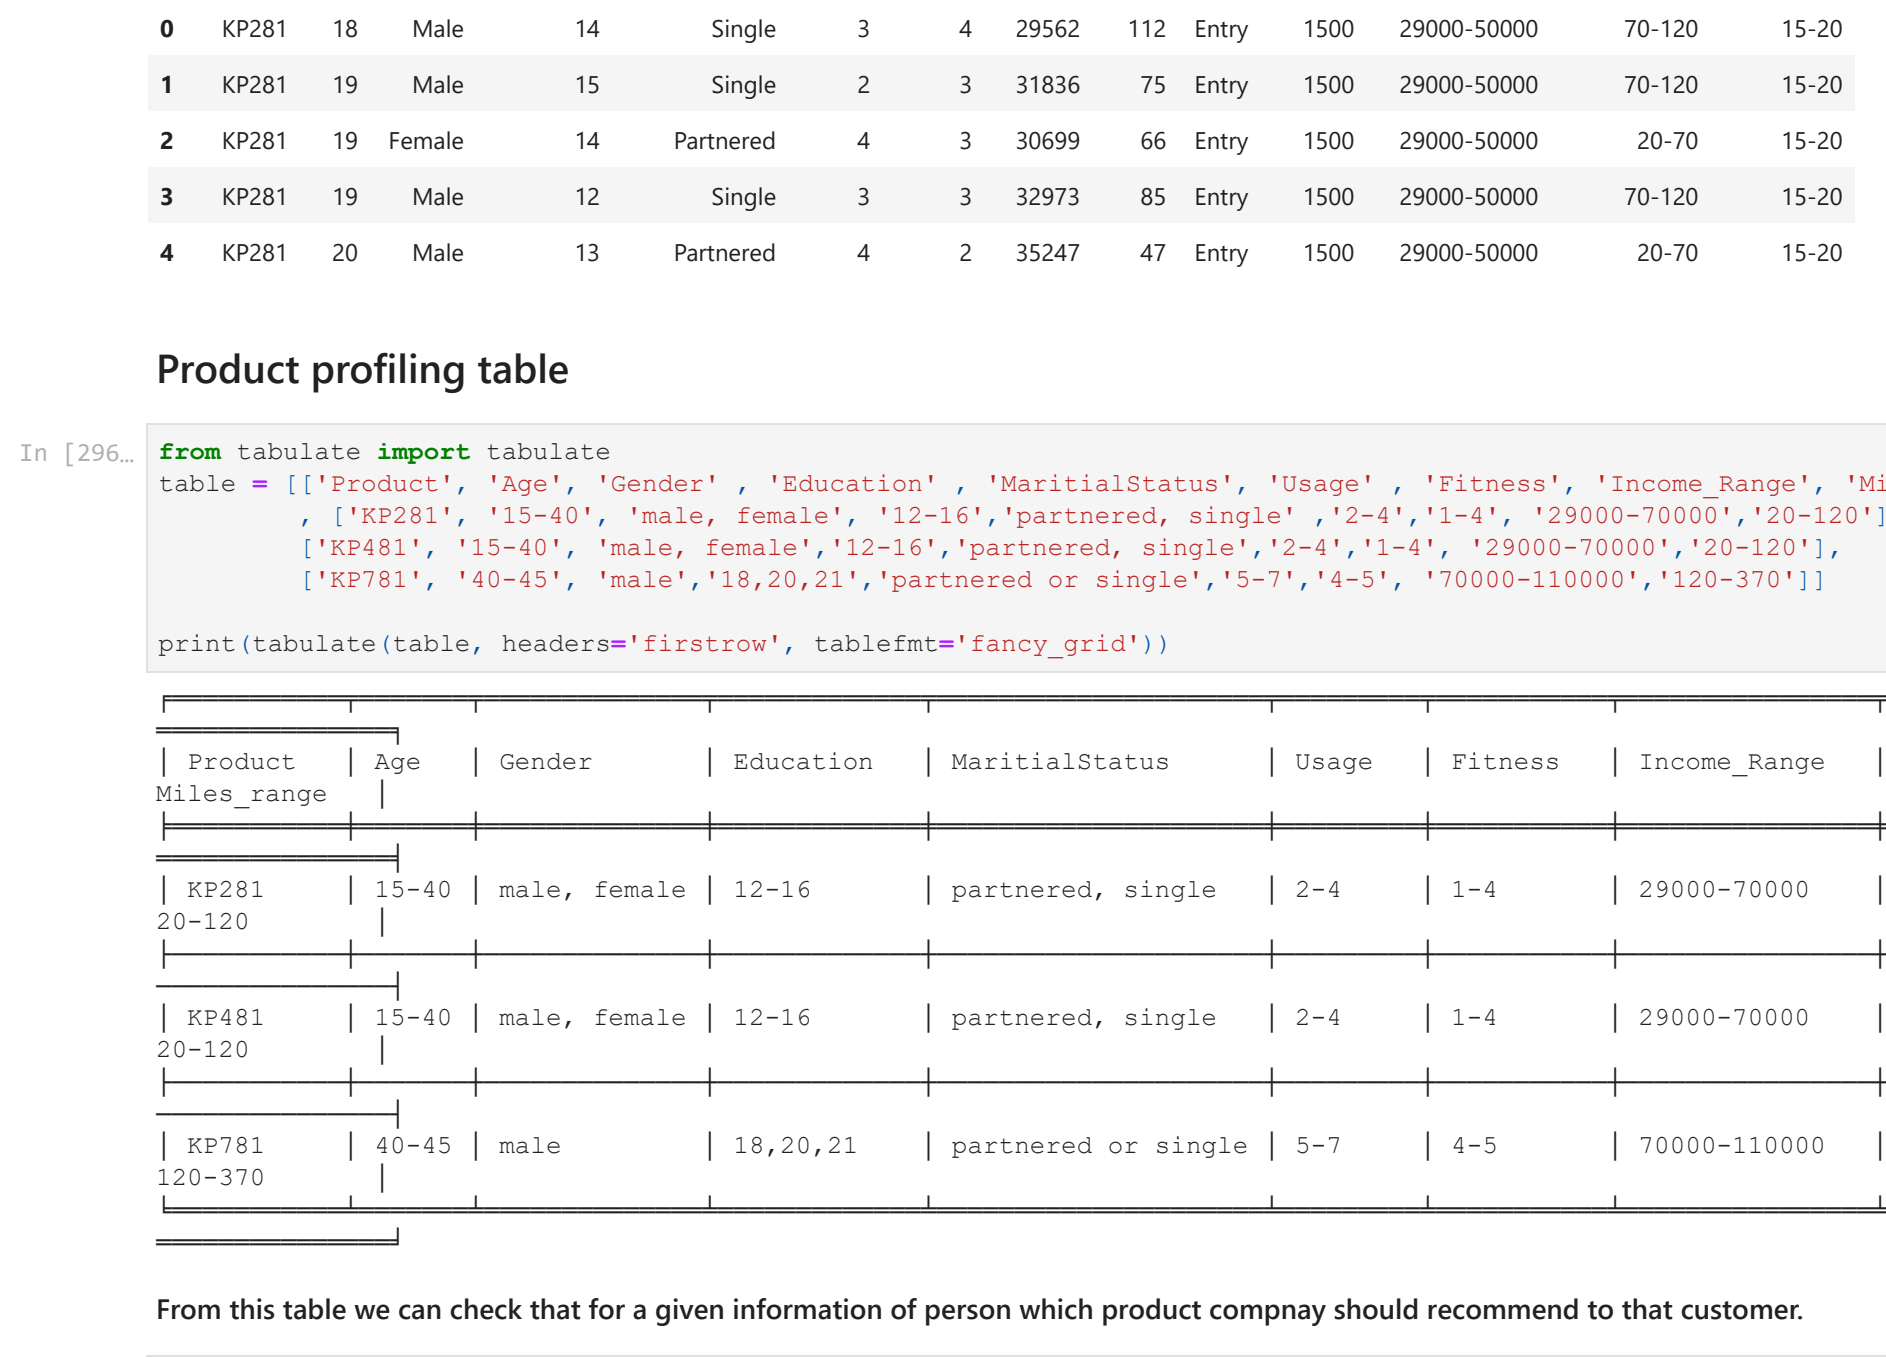 0 KP281 18 Male 14 Single 3 4 29562 112 Entry 1500 29000-50000 70-120 15-20
1 KP281 19 Male 15 Single 2 3 31836 75 Entry 1500 29000-50000 70-120 15-20
2 KP281 19 Female 14 Partnered 4 3 30699 66 Entry 1500 29000-50000 20-70 15-20
3 KP281 19 Male 12 Single 3 3 32973 85 Entry 1500 29000-50000 70-120 15-20
4 KP281 20 Male 13 Partnered 4 2 35247 47 Entry 1500 29000-50000 20-70 15-20
Product profiling table
In [296…
from tabulate import tabulate
table = [['Product', 'Age', 'Gender' , 'Education' , 'MaritialStatus', 'Usage' , 'Fitness', 'Income_Range', 'Mi
, ['KP281', '15-40', 'male, female', '12-16','partnered, single' ,'2-4','1-4', '29000-70000','20-120']
['KP481', '15-40', 'male, female','12-16','partnered, single','2-4','1-4', '29000-70000','20-120'],
['KP781', '40-45', 'male','18,20,21','partnered or single','5-7','4-5', '70000-110000','120-370']]
print(tabulate(table, headers='firstrow', tablefmt='fancy_grid'))
│ Product │ Age │ Gender │ Education │ MaritialStatus │ Usage │ Fitness │ Income_Range │
Miles_range │
│ KP281 │ 15-40 │ male, female │ 12-16 │ partnered, single │ 2-4 │ 1-4 │ 29000-70000 │
20-120 │
│ KP481 │ 15-40 │ male, female │ 12-16 │ partnered, single │ 2-4 │ 1-4 │ 29000-70000 │
20-120 │
│ KP781 │ 40-45 │ male │ 18,20,21 │ partnered or single │ 5-7 │ 4-5 │ 70000-110000 │
120-370 │
From this table we can check that for a given information of person which product compnay should recommend to that customer.